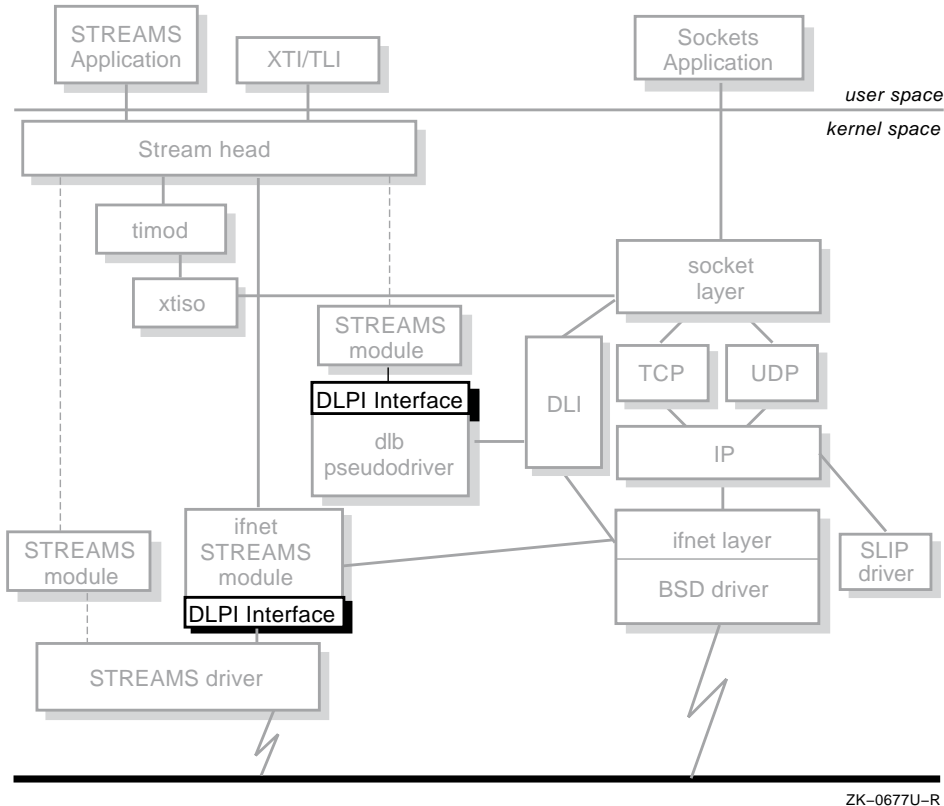 STREAMS
Application
XTI/TLI
Sockets
Application
user space
kernel space
Stream head
timod
xtiso
socket
layer
STREAMS
module
DLPI Interface
dlb
pseudodriver
DLI
TCP
UDP
IP
STREAMS
module
ifnet
STREAMS
module
DLPI Interface
ifnet layer
BSD driver
SLIP
driver
STREAMS driver
ZK−0677U−R